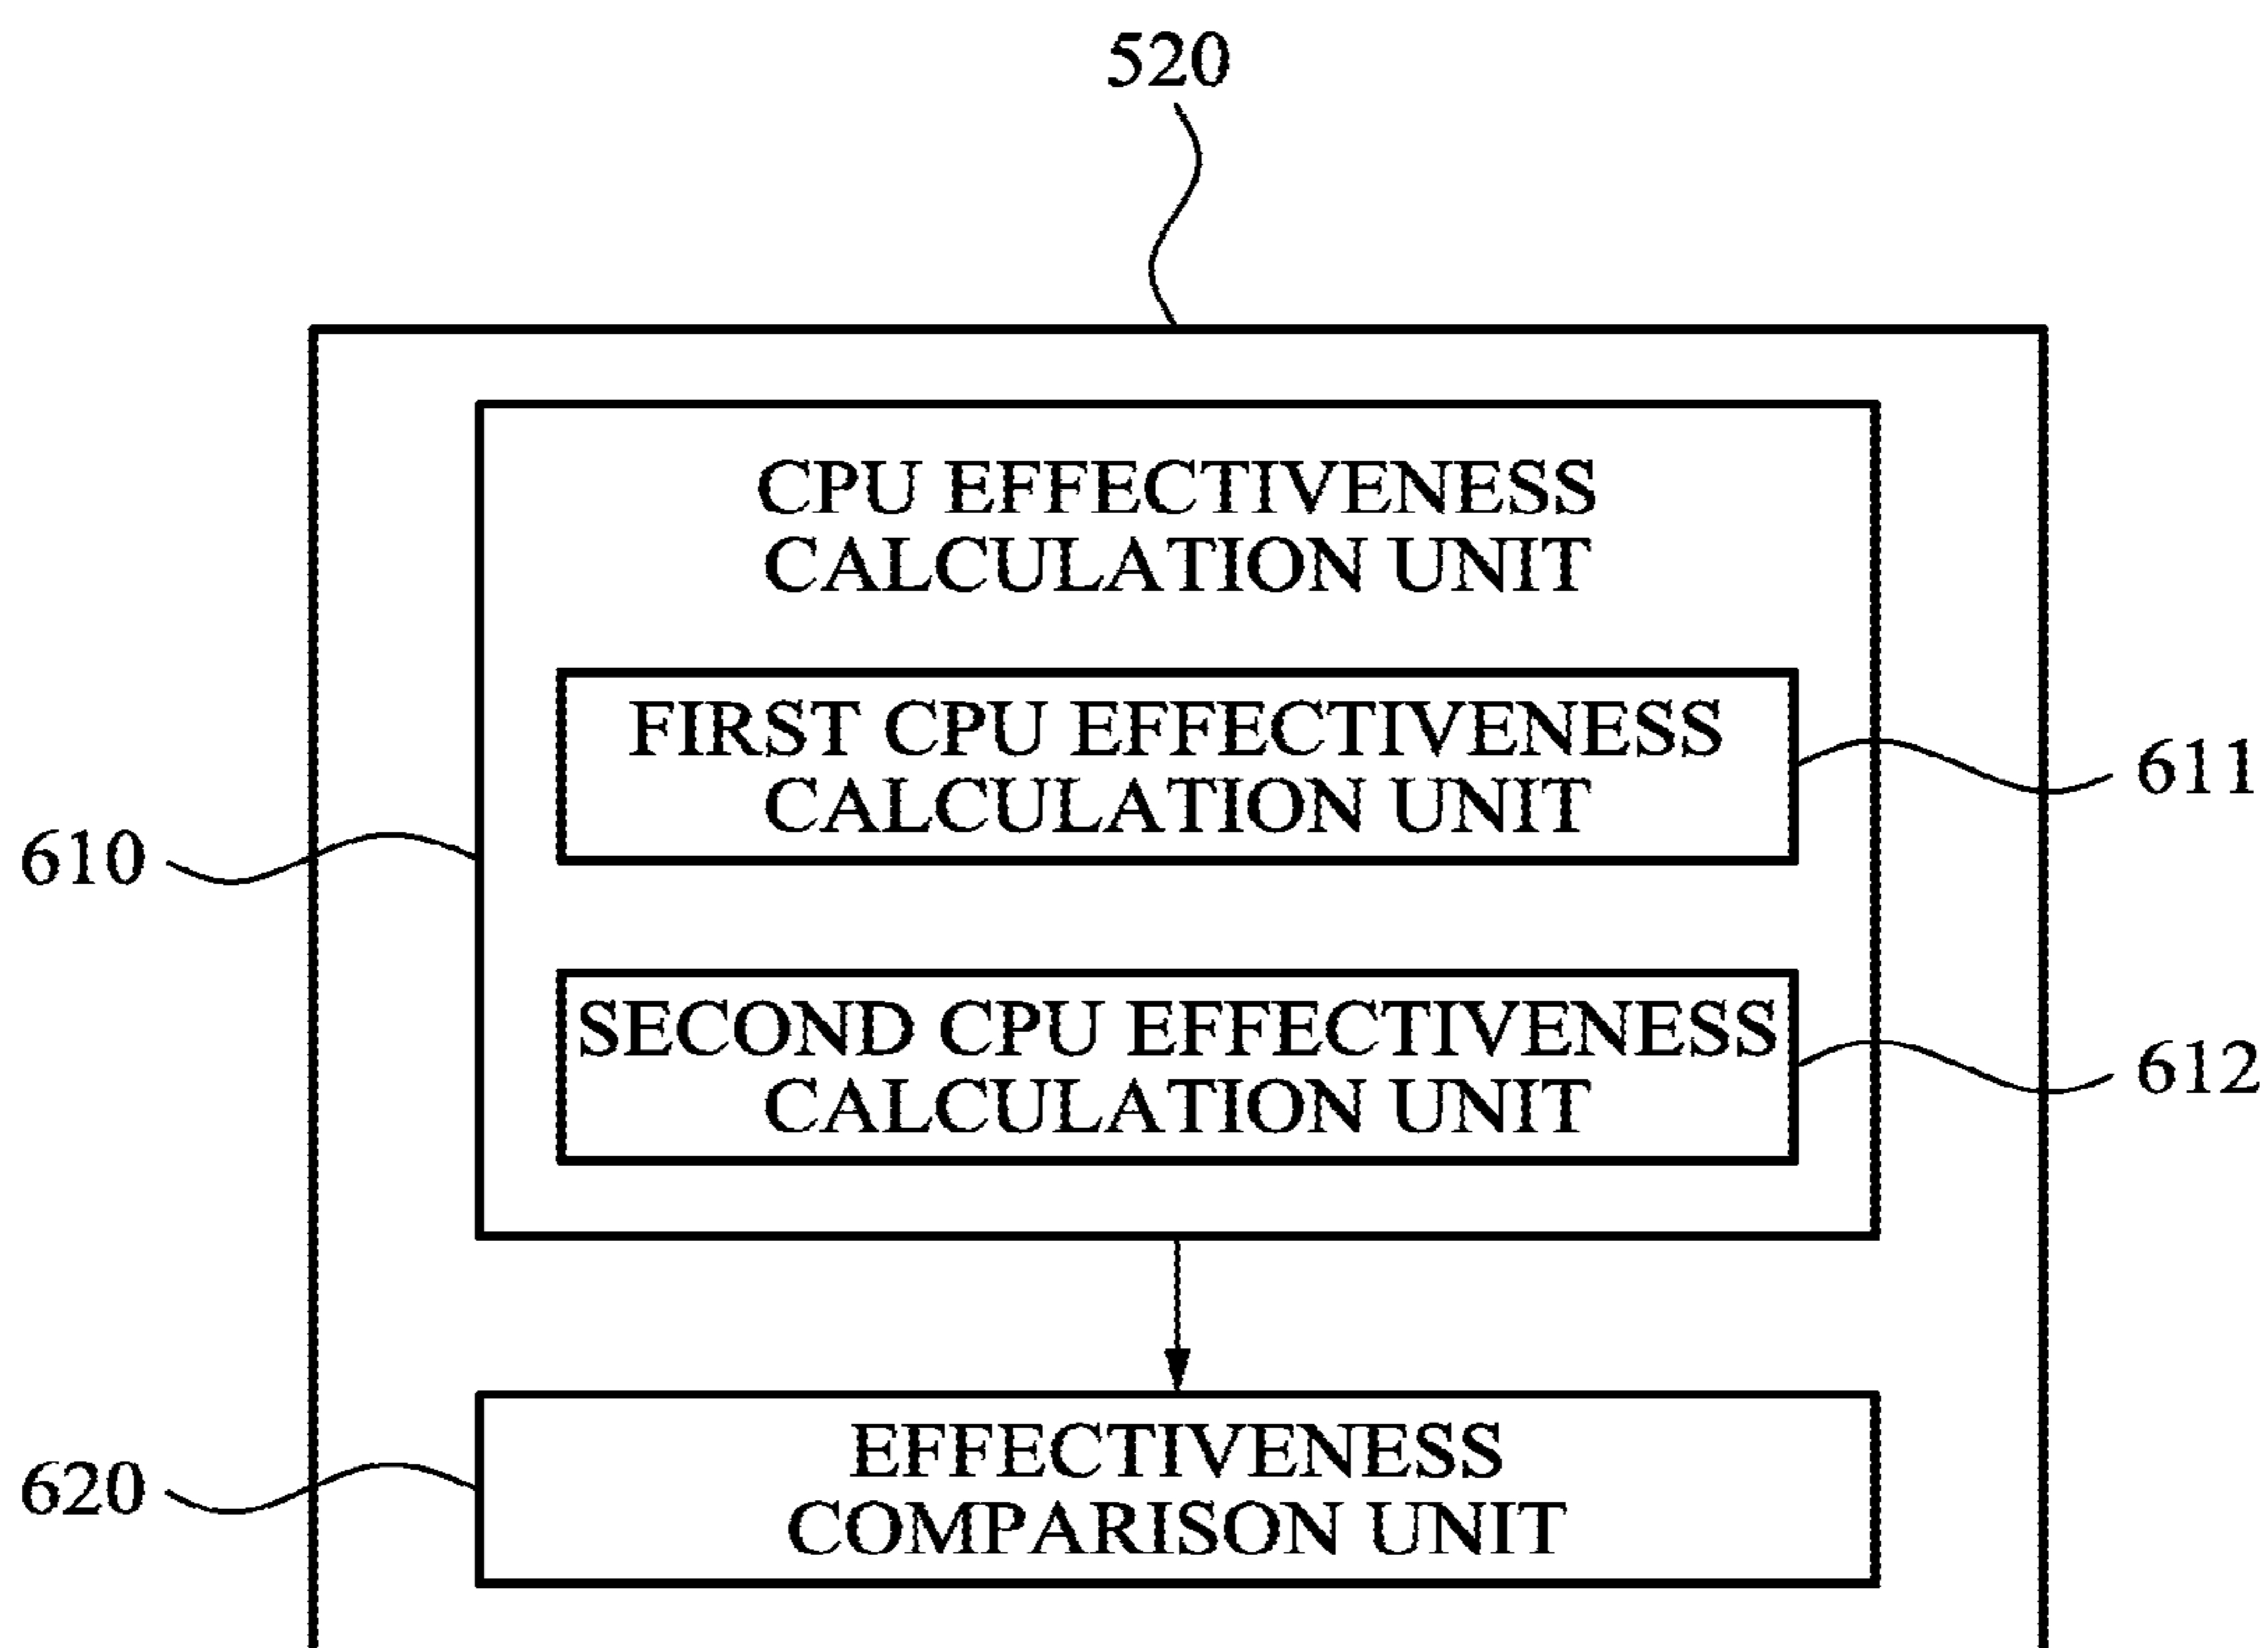 520
CPU EFFECTIVENESS
CALCULATION UNIT
FIRST CPU EFFECTIVENESS
CALCULATION UNIT
611
610
SECOND CPU EFFECTIVENESS
CALCULATION UNIT
612
EFFECTIVENESS
COMPARISON UNIT
620